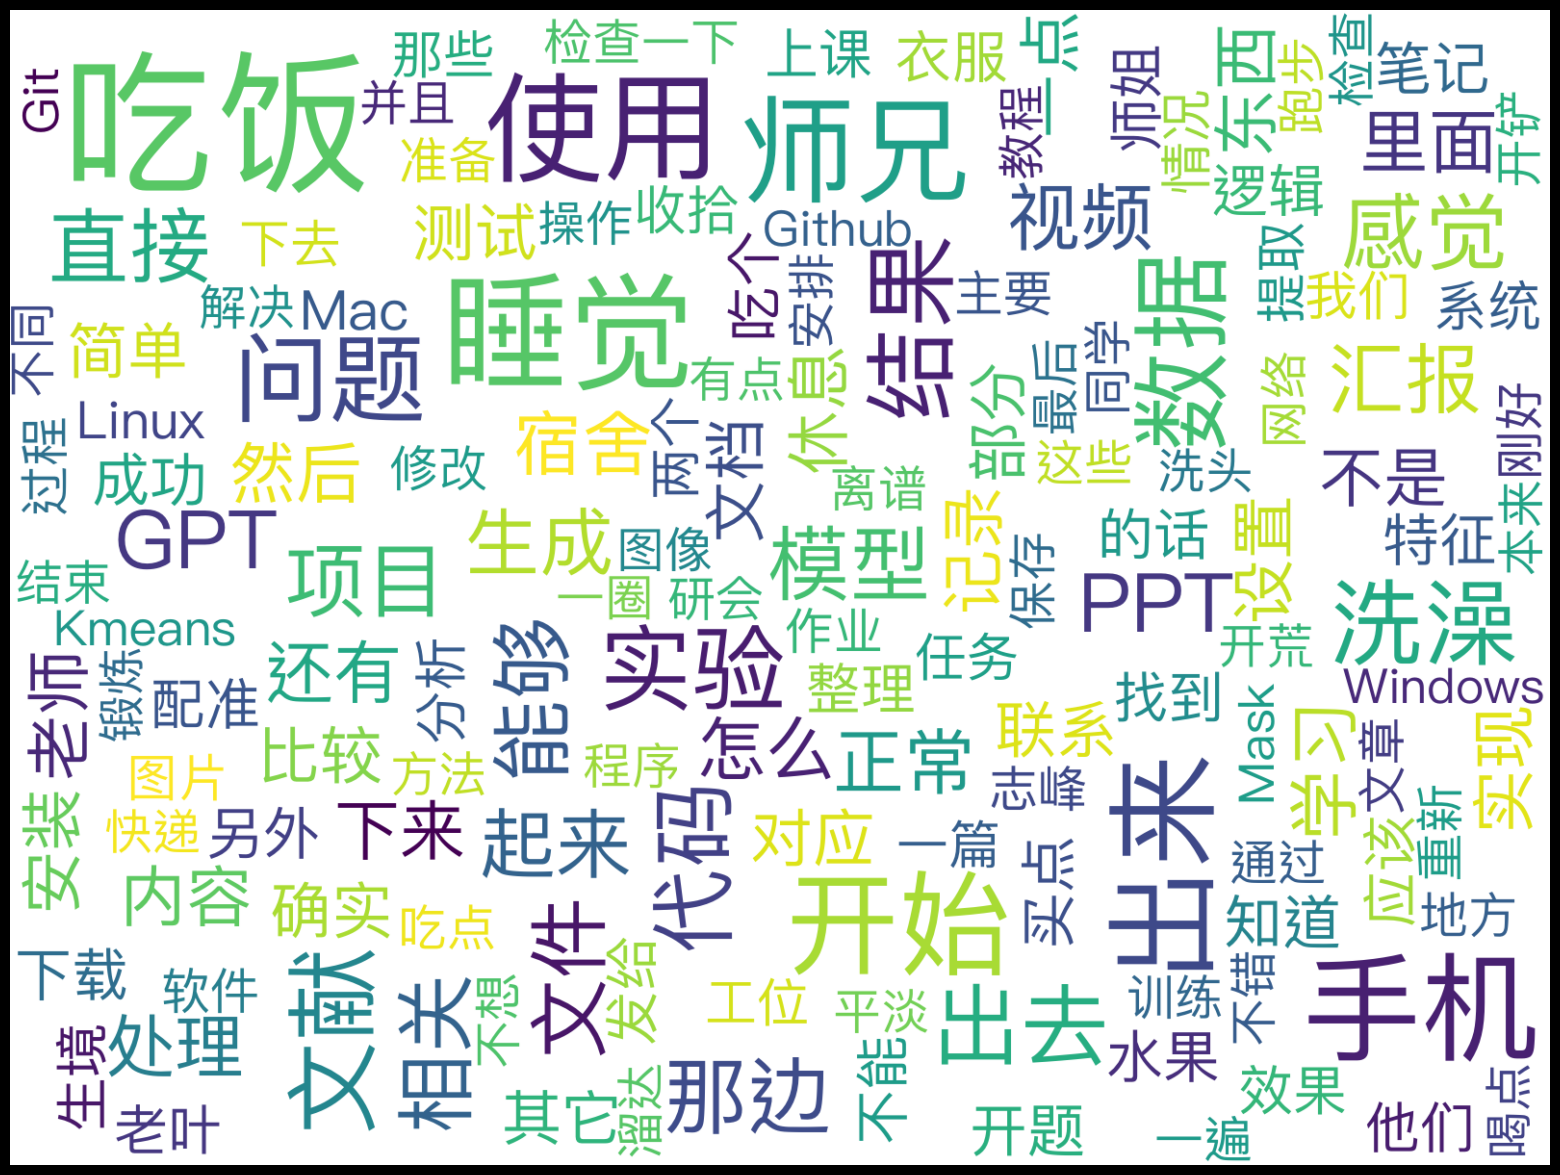 Git
吃饭
那些
并且
检查一下
使用
准备
上课
师兄
衣服
一点
教程
师姐
东西
情况
跑步
检查
笔记
里面
开铲
逻辑
直接
下去
测试
操作
收拾
Github
视频
感觉
解决
Mac
睡觉
吃个
安排
结果
主要
数据
提取
我们
系统
不同
简单
问题
有点
休息
部分
最后
同学
网络
汇报
刚好
Linux
过程
成功
然后
修改
宿舍
两个
文档
离谱
这些
洗头
不是
GPT
项目
生成
图像
模型
记录
保存
的话
设置
特征
本来
结束
Kmeans
一圈
研会
作业
PPT
开荒
洗澡
老师
锻炼
配准
还有
分析
能够
实验
整理
任务
找到
Windows
图片
比较
方法
程序
怎么
正常
联系
志峰
出来
Mask
学习
文章
实现
安装
快递
另外
下来
起来
代码
对应
一篇
买点
通过
应该
重新
内容
确实
吃点
文件
开始
知道
地方
下载
软件
文献
相关
不想
发给
工位
平淡
出去
训练
不错
手机
生境
处理
老叶
其它
溜达
那边
不能
水果
开题
效果
一遍
他们
喝点